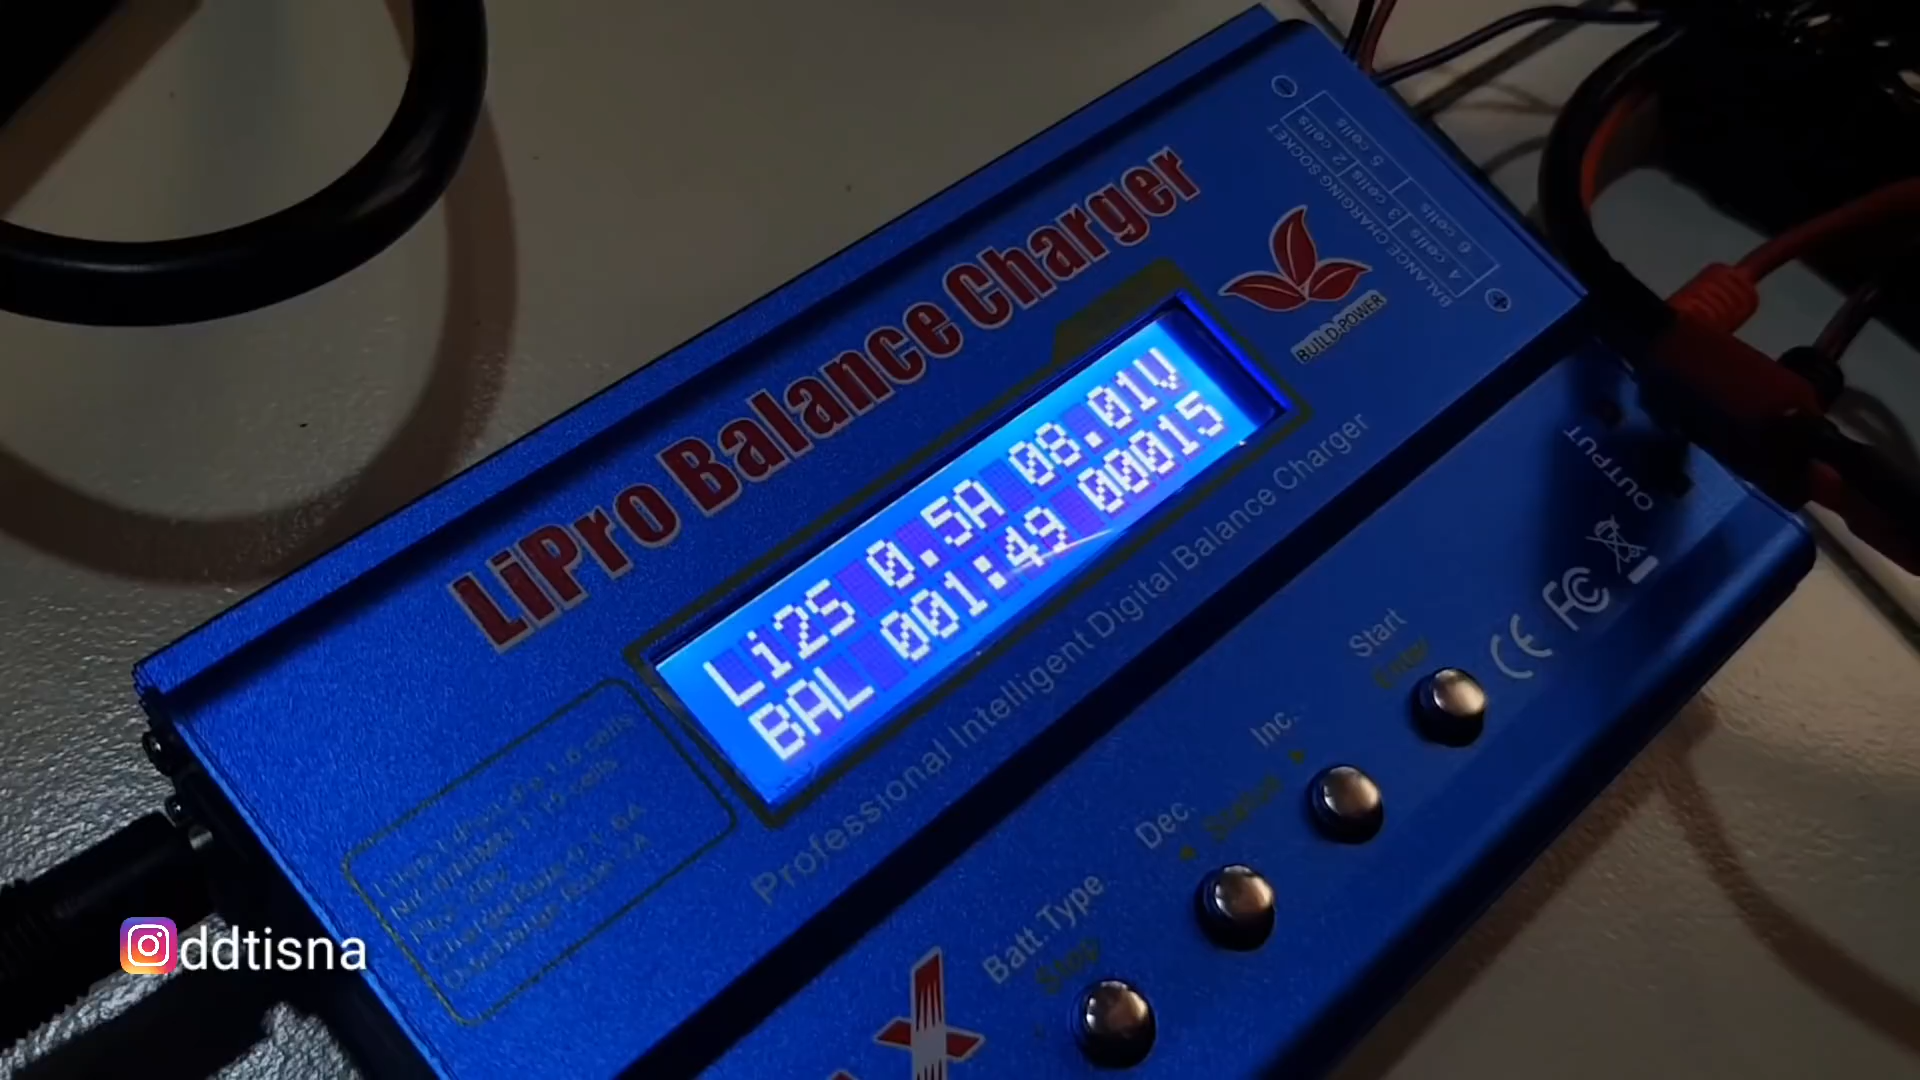 LiPro Balance Charger
BUILD.POWER
BALANCE CHARGING SOCKET
2 cells
3 cells
4 cells
5 cells
6 cells
Li2S 0.5A 08.01V
BAL 001:49 00015
Professional Intelligent Digital Balance Charger
OUTPUT
CE FC
Start
Enter
Inc.
Dec.
Status
Batt.Type
Stop
ddtisna